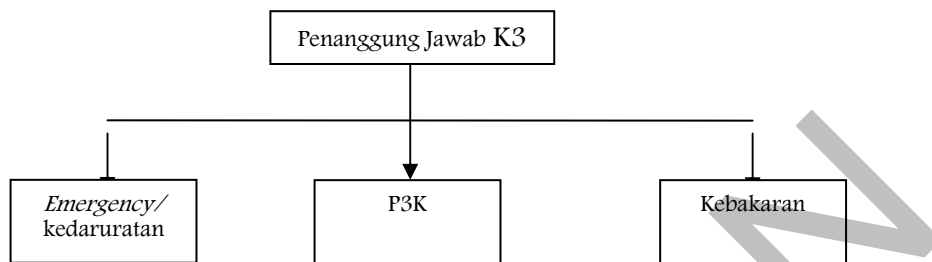 Penanggung Jawab K3
Emergency/
kedaruratan
P3K
Kebakaran